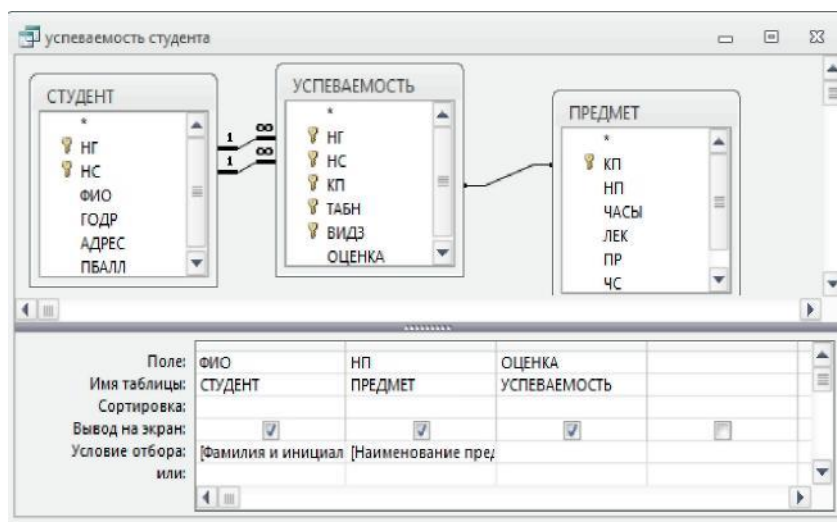 успеваемость студента
СТУДЕНТ
*
НГ
НС
ФИО
ГОДР
АДРЕС
ПБАЛЛ
1 ∞
1 ∞
УСПЕВАЕМОСТЬ
*
НГ
НС
КП
ТАБН
ВИДЗ
ОЦЕНКА
ПРЕДМЕТ
*
КП
НП
ЧАСЫ
ЛЕК
ПР
ЧС
Поле: ФИО НП ОЦЕНКА
Имя таблицы: СТУДЕНТ ПРЕДМЕТ УСПЕВАЕМОСТЬ
Сортировка:
Вывод на экран:
Условие отбора: [Фамилия и инициал [Наименование пред
или: